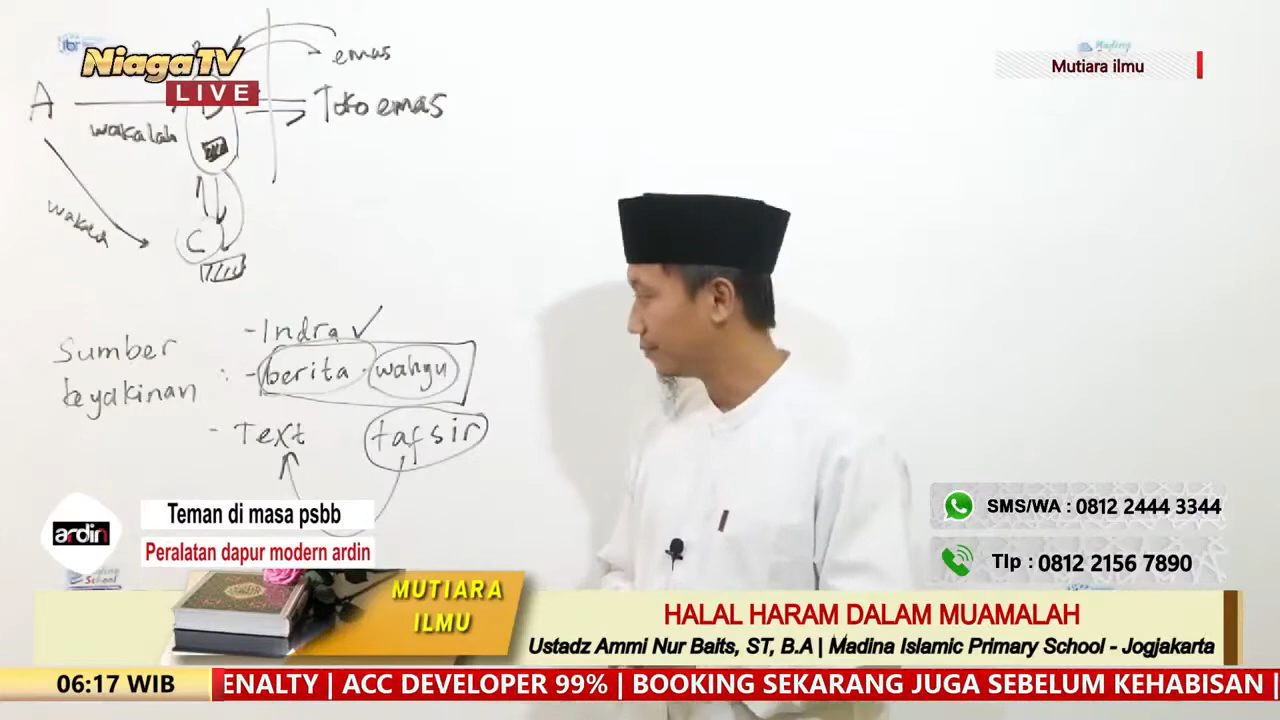 NiagaTV
LIVE
Mutiara ilmu
emas
A
Toko emas
wakalah
C
- Indra ✓
Sumber keyakinan :
- berita • wahyu
- Text
tafsir
Teman di masa psbb
ardin
Peralatan dapur modern ardin
SMS/WA : 0812 2444 3344
Tlp : 0812 2156 7890
MUTIARA
ILMU
HALAL HARAM DALAM MUAMALAH
Ustadz Ammi Nur Baits, ST, B.A | Madina Islamic Primary School - Jogjakarta
06:17 WIB
ENALTY | ACC DEVELOPER 99% | BOOKING SEKARANG JUGA SEBELUM KEHABISAN |